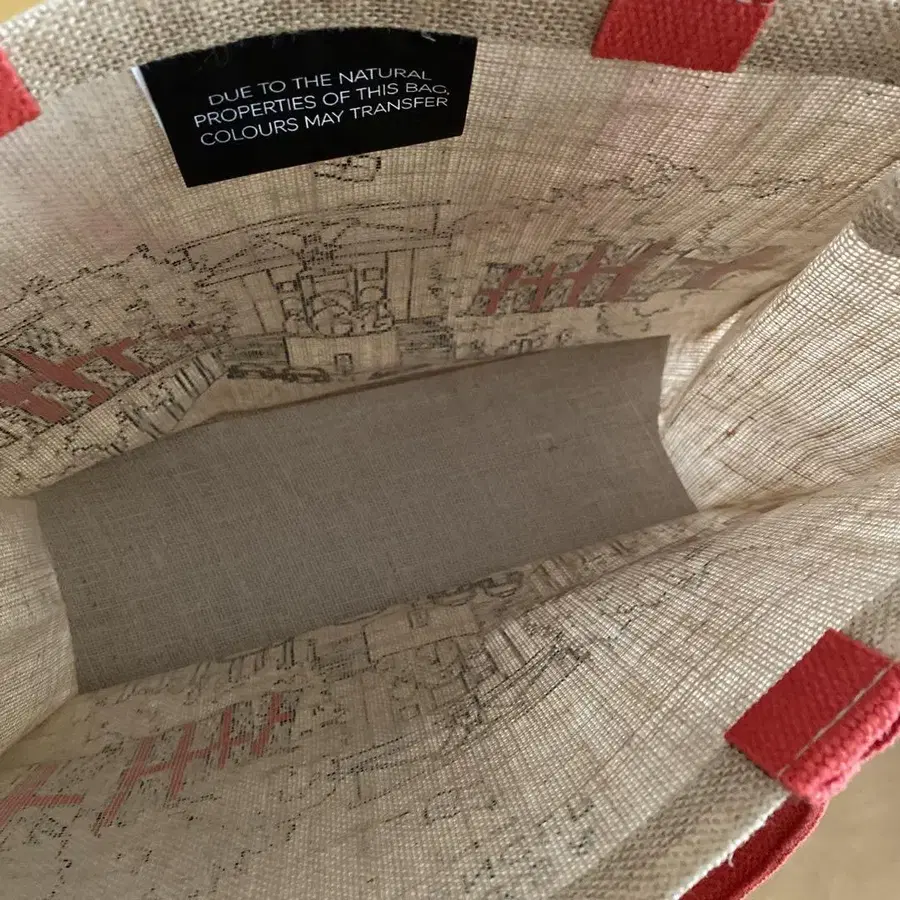 DUE TO THE NATURAL
PROPERTIES OF THIS BAG,
COLOURS MAY TRANSFER